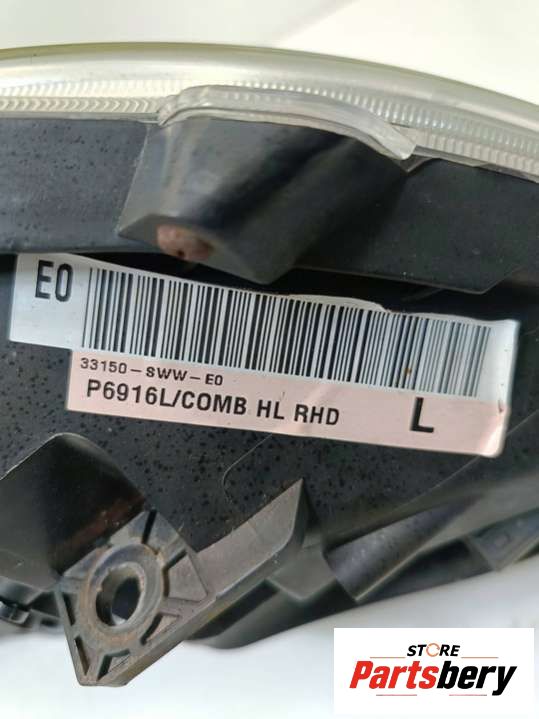 E0
33150-SWW-E0
P6916L/COMB HL RHD L
STORE
Partsbery